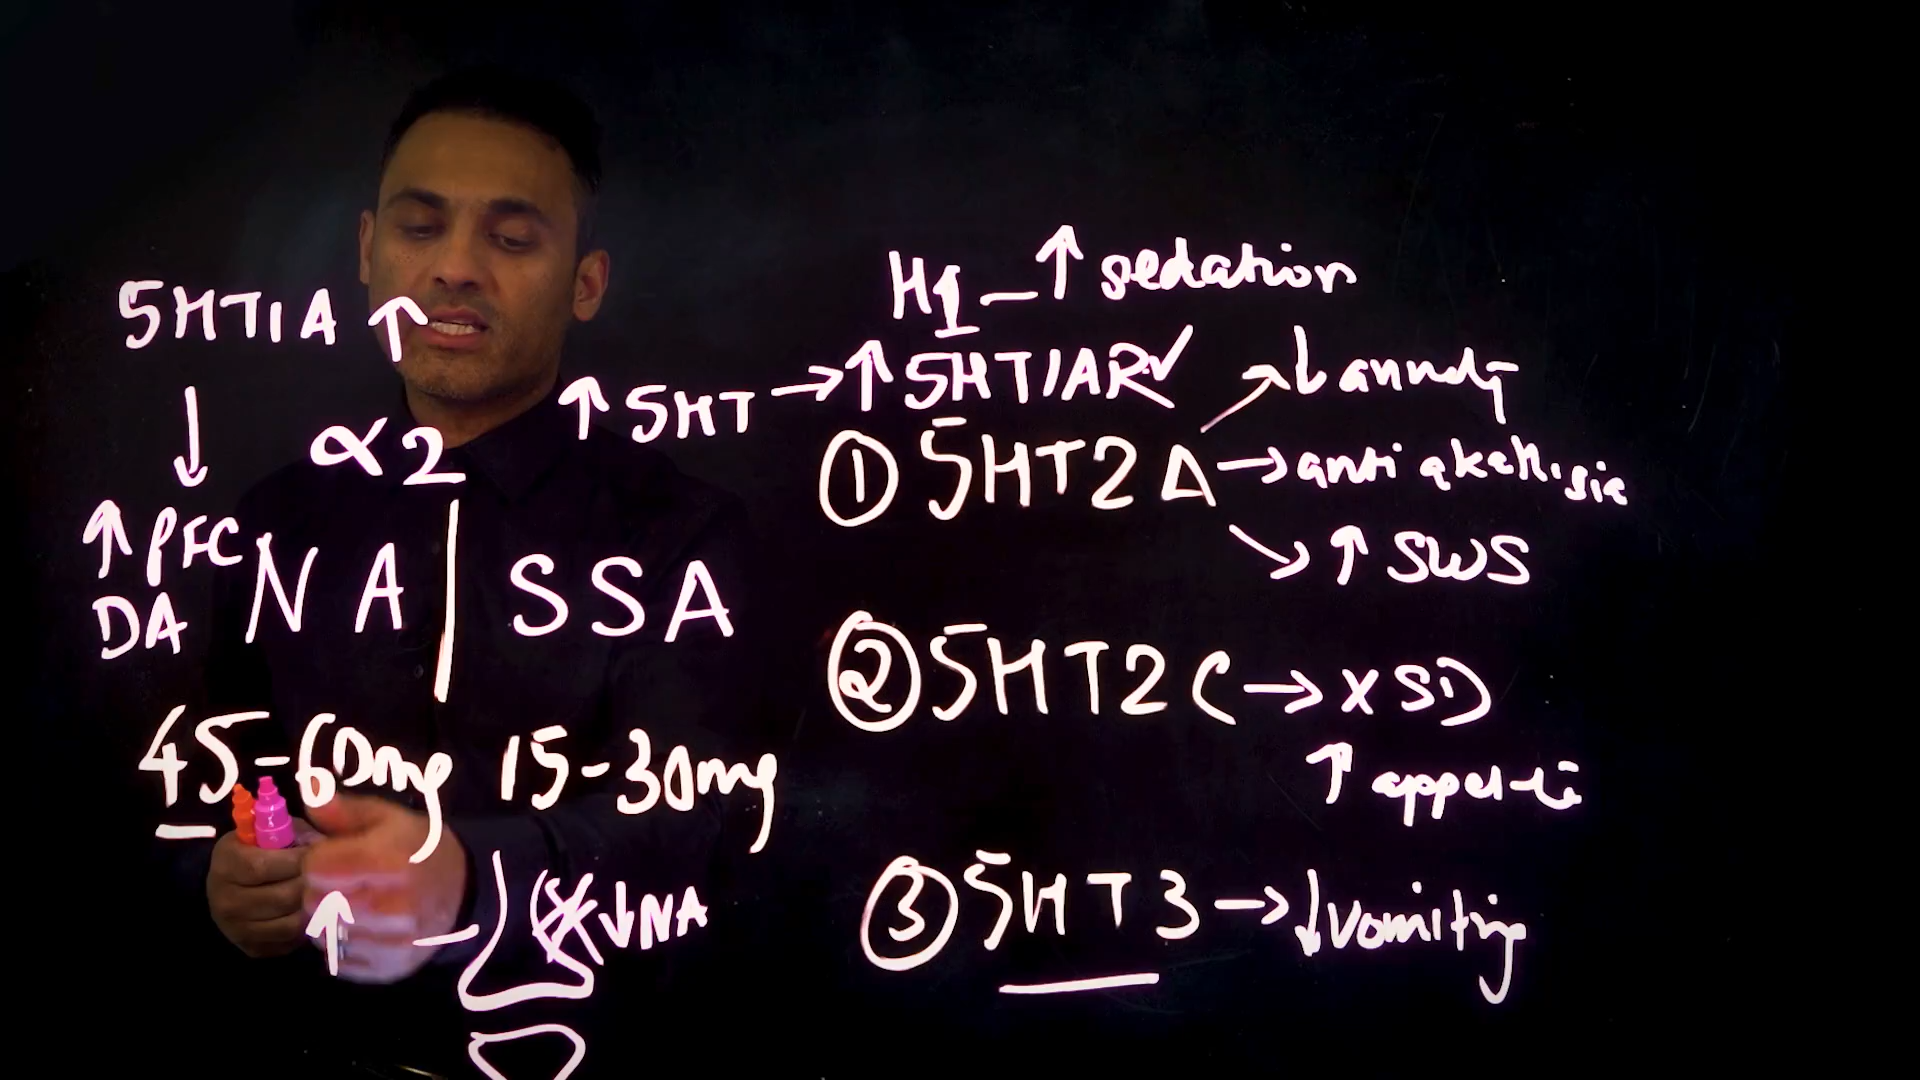 H1 – ↑ sedation
5HT1A ↑
↑ 5HT → ↑ 5HT1AR ✓
↓ anxiety
α2
① 5HT2A → anti akathisia
↑ SWS
↑ PFC
DA
NA | SSA
② 5HT2C → X SD
↑ appetite
45-60mg 15-30mg
③ 5HT3 → ↓ vomiting
↑
↓NA